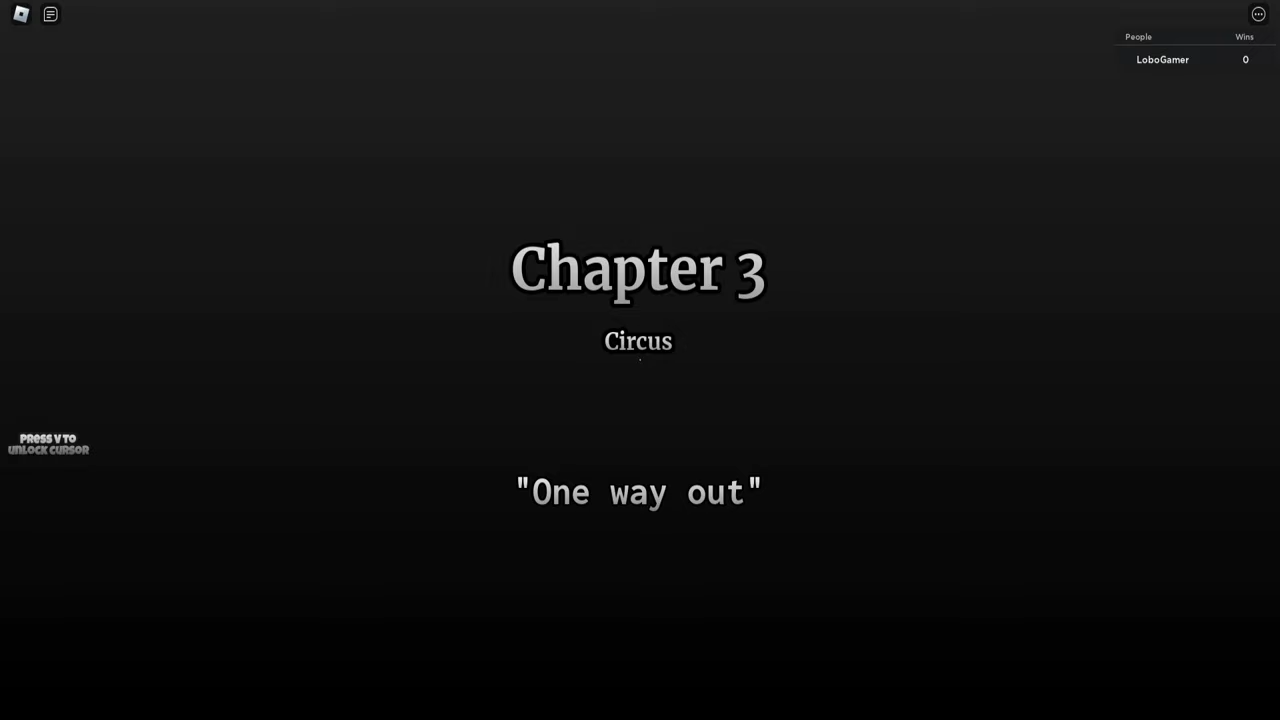 People Wins
LoboGamer 0
Chapter 3
Circus
PRESS V TO
UNLOCK CURSOR
"One way out"